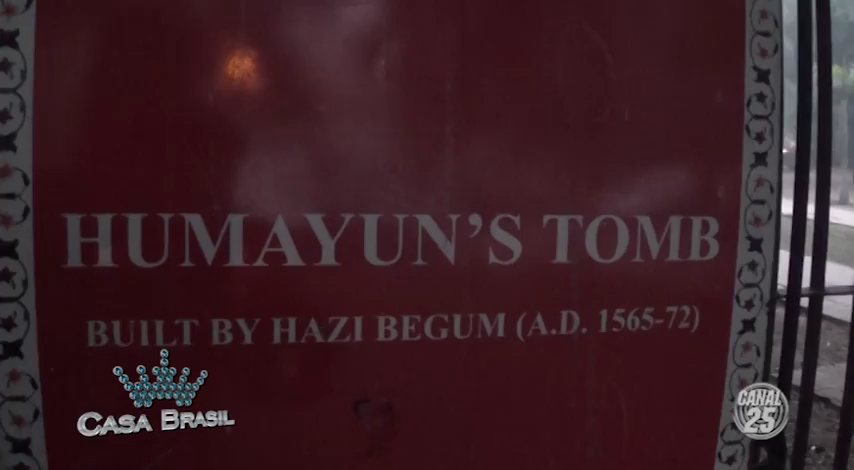 HUMAYUN'S TOMB
BUILT BY HAZI BEGUM (A.D. 1565-72)
CASA BRASIL
CANAL
25